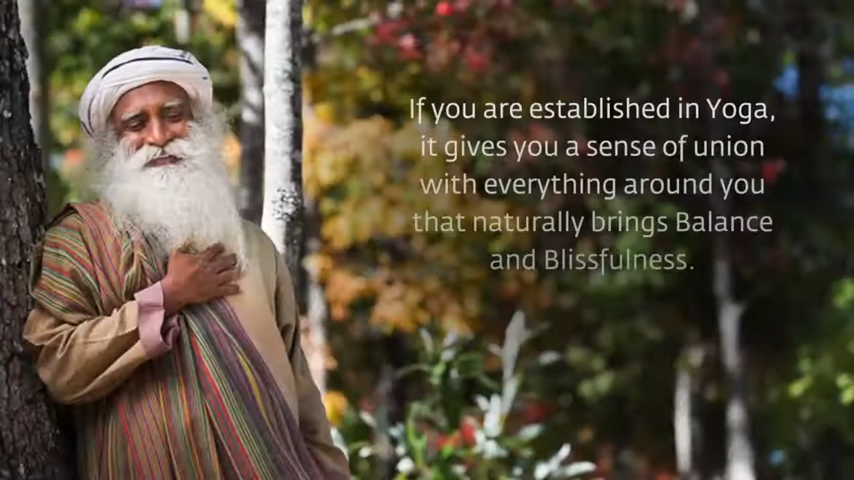 If you are established in Yoga,
it gives you a sense of union
with everything around you
that naturally brings Balance
and Blissfulness.